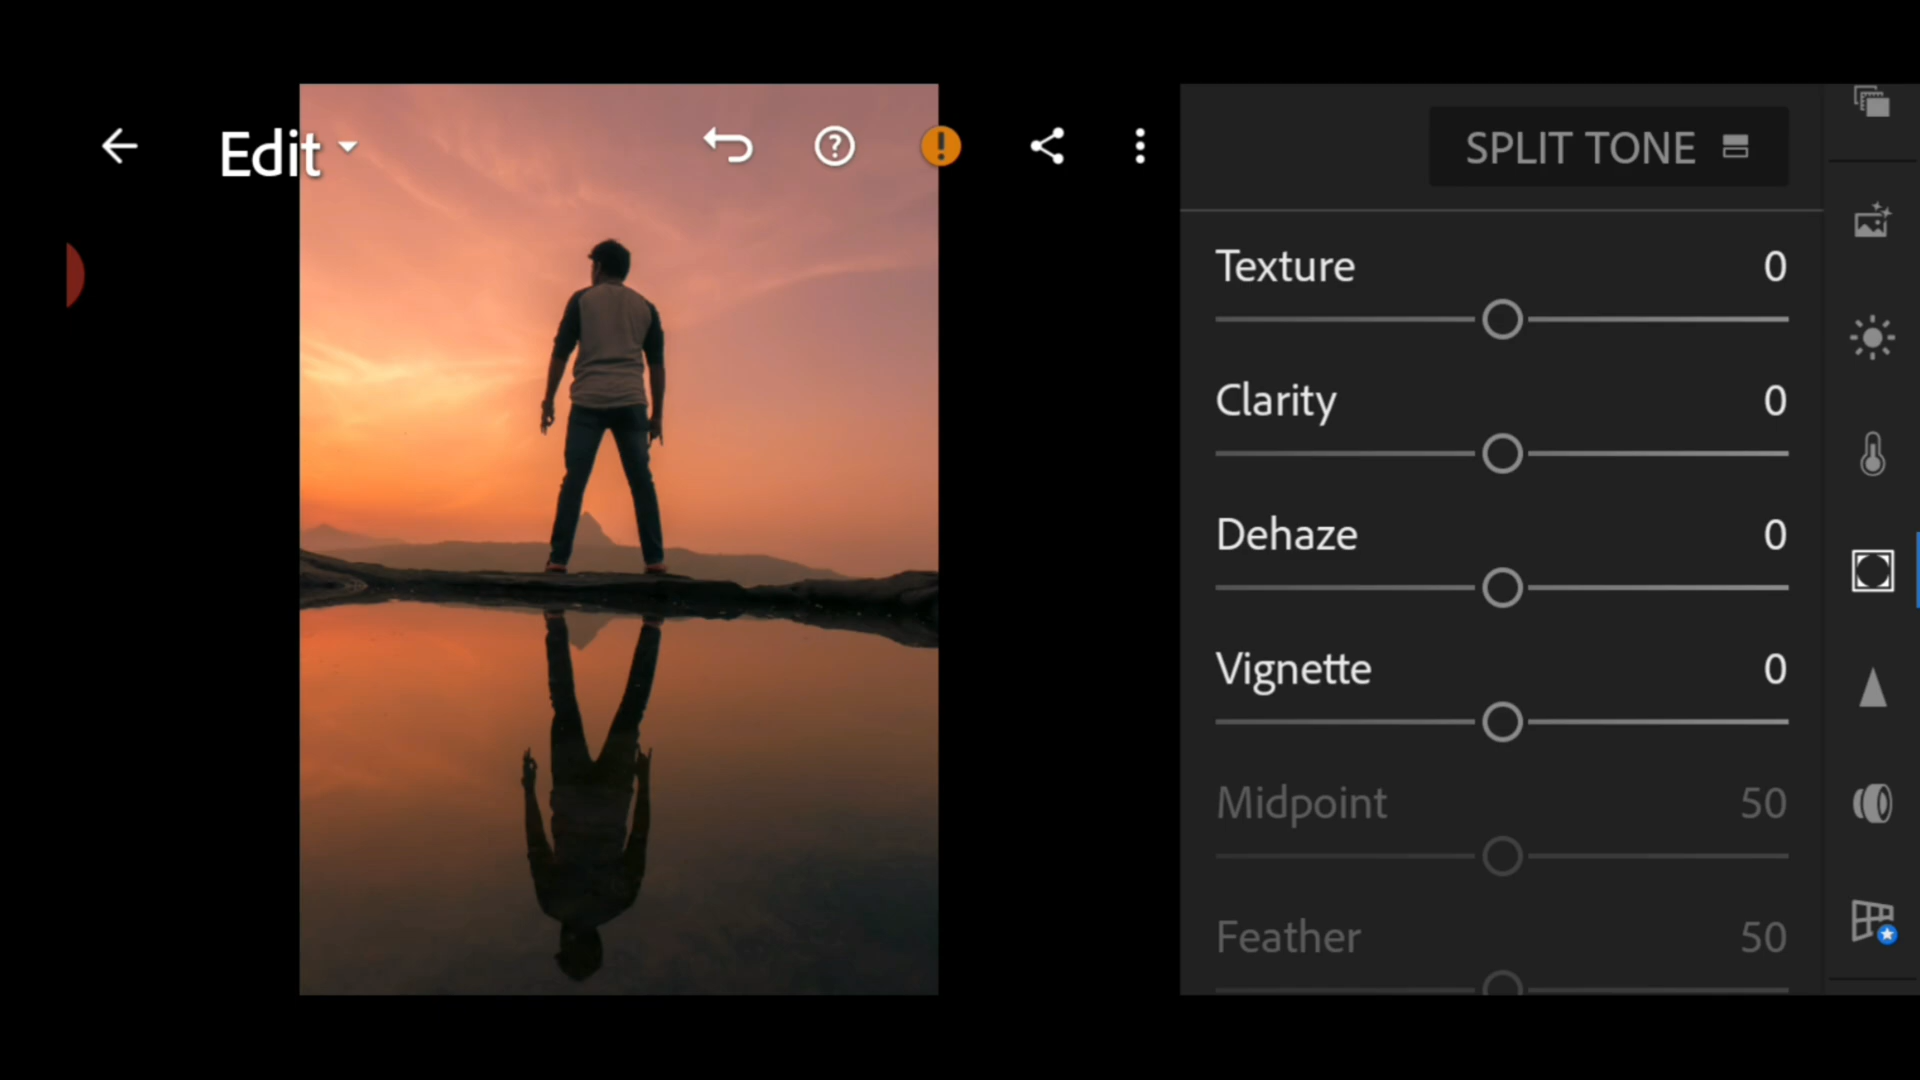 Edit
SPLIT TONE
Texture 0
Clarity 0
Dehaze 0
Vignette 0
Midpoint 50
Feather 50